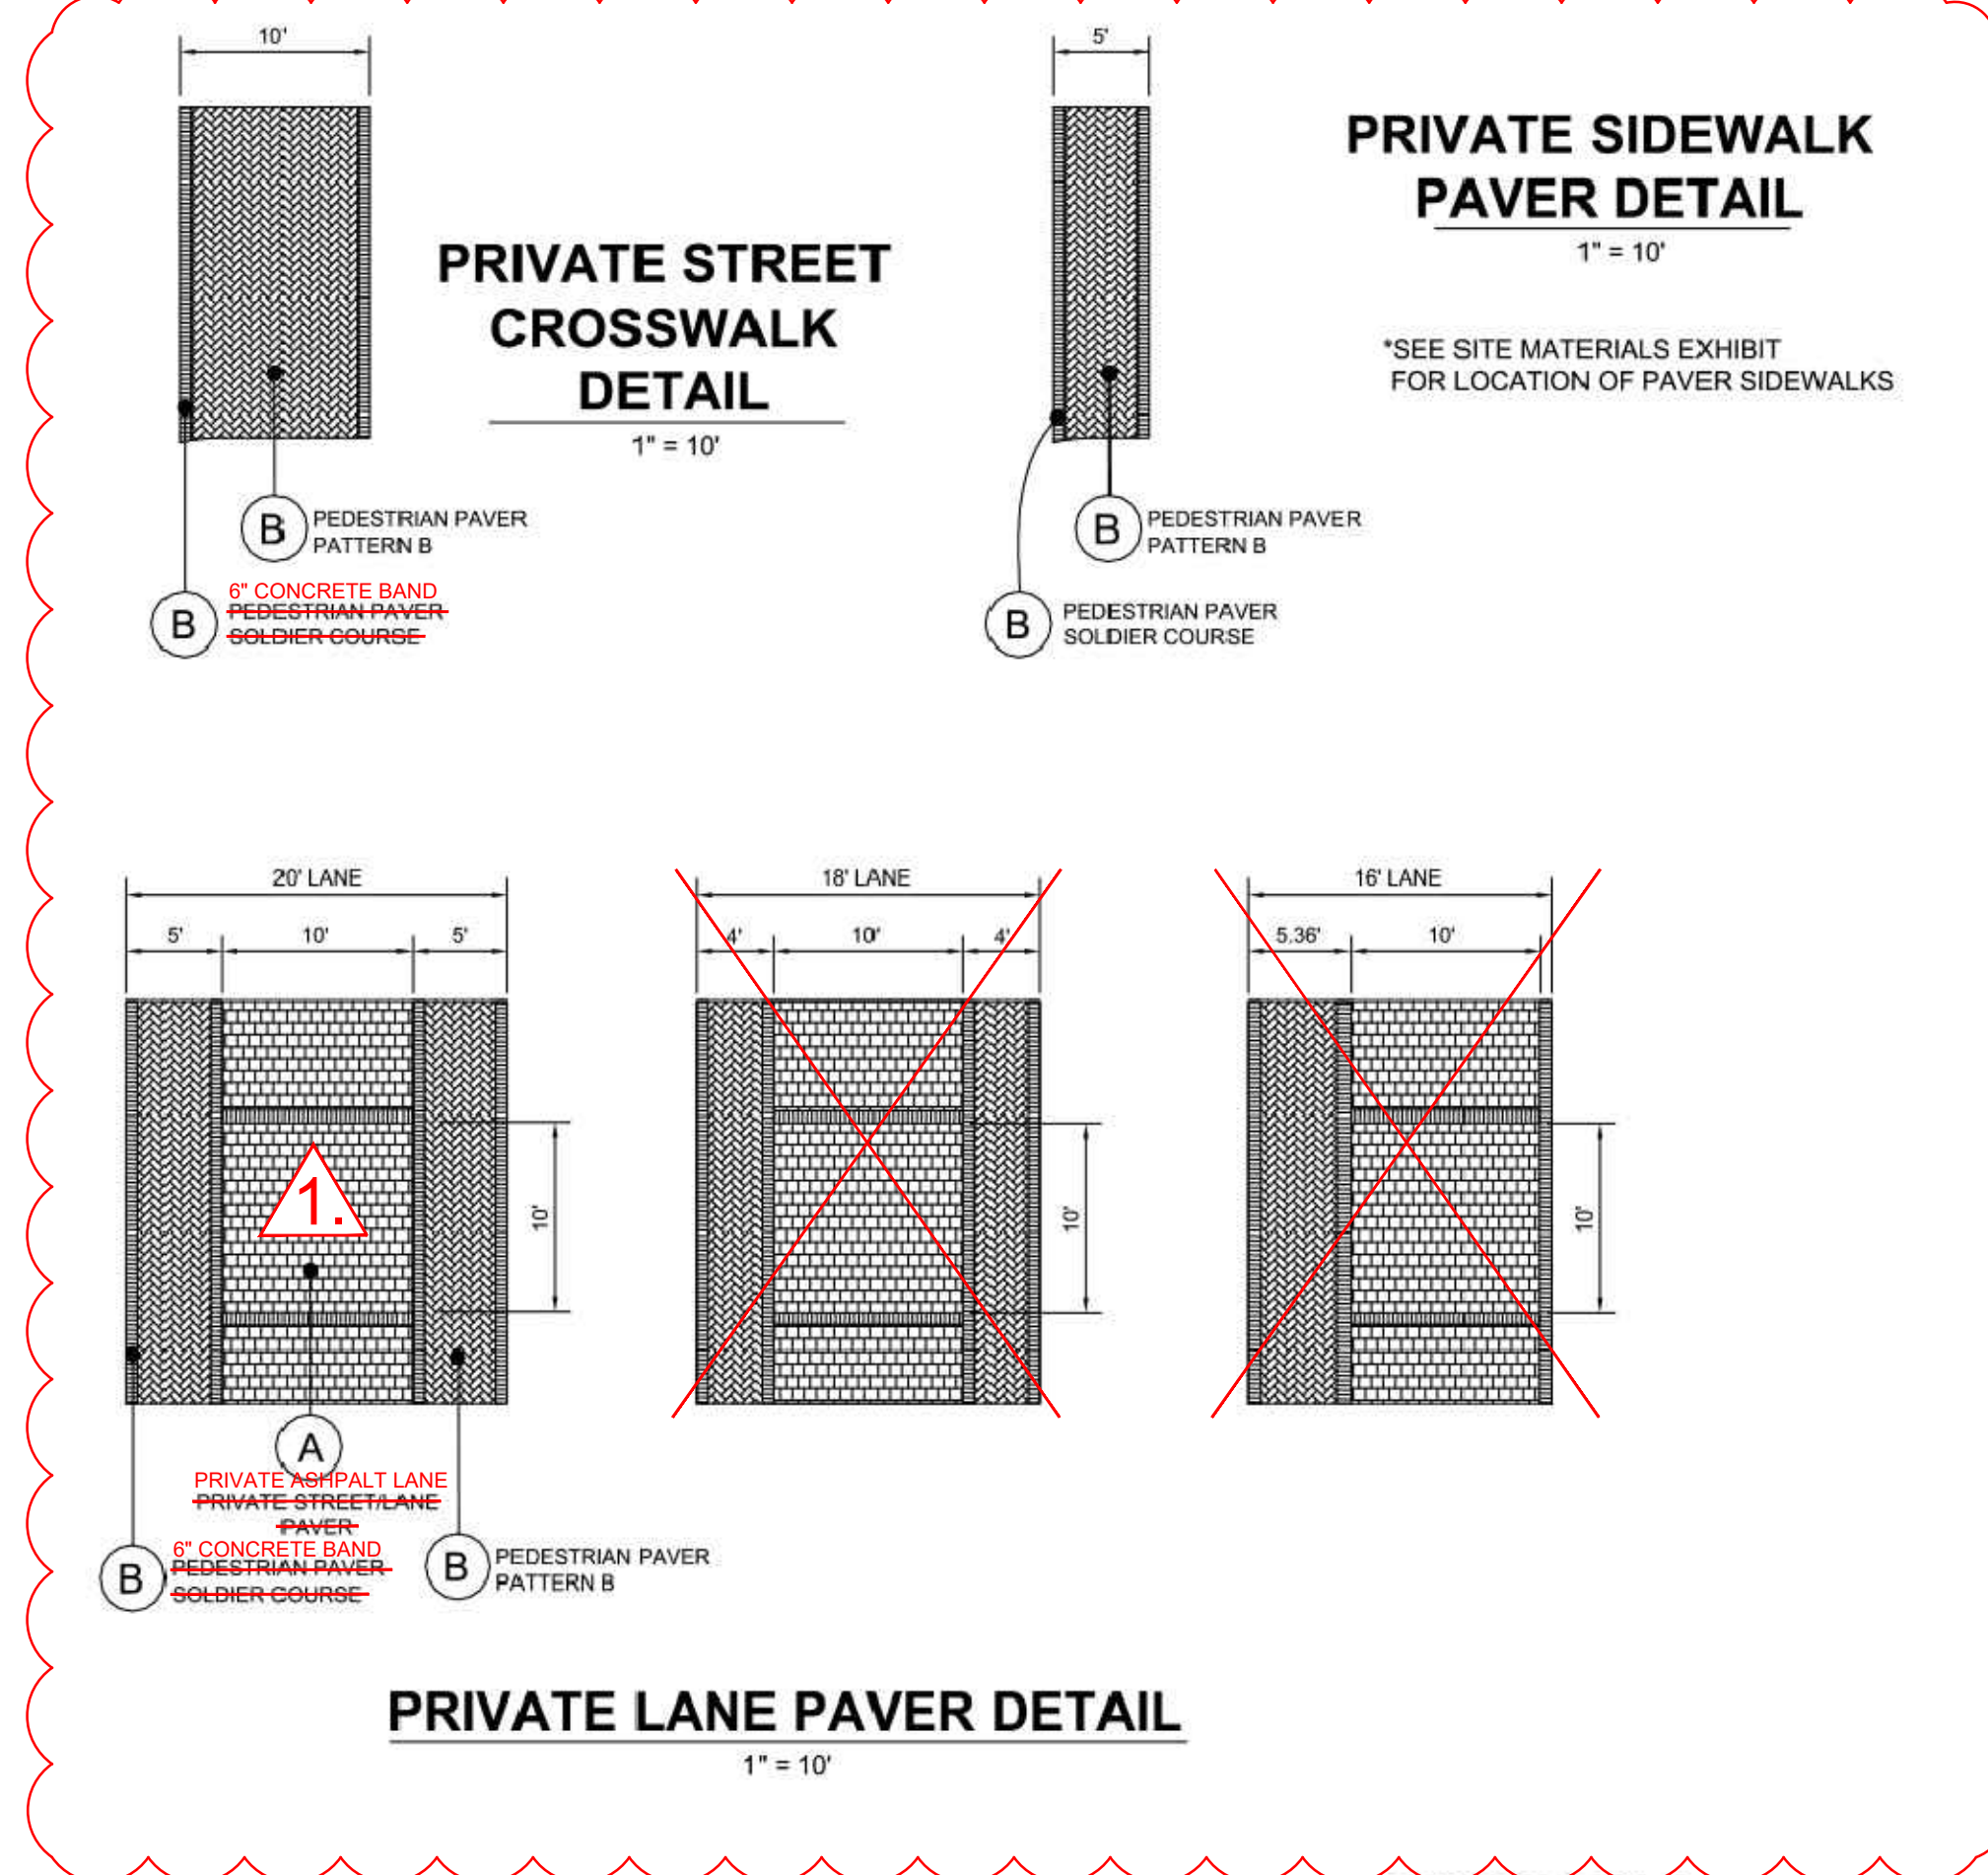 10'
5'
PRIVATE SIDEWALK
PAVER DETAIL
1" = 10'
*SEE SITE MATERIALS EXHIBIT
FOR LOCATION OF PAVER SIDEWALKS
PRIVATE STREET
CROSSWALK
DETAIL
1" = 10'
B
PEDESTRIAN PAVER
PATTERN B
6" CONCRETE BAND
B
PEDESTRIAN PAVER
SOLDIER COURSE
B
PEDESTRIAN PAVER
PATTERN B
B
PEDESTRIAN PAVER
SOLDIER COURSE
20' LANE
5'
10'
5'
10'
1.
18' LANE
4'
10'
4'
10'
16' LANE
5.36'
10'
10'
A
PRIVATE ASHPALT LANE
PRIVATE STREET/LANE
PAVER
6" CONCRETE BAND
B
PEDESTRIAN PAVER
SOLDIER COURSE
B
PEDESTRIAN PAVER
PATTERN B
PRIVATE LANE PAVER DETAIL
1" = 10'